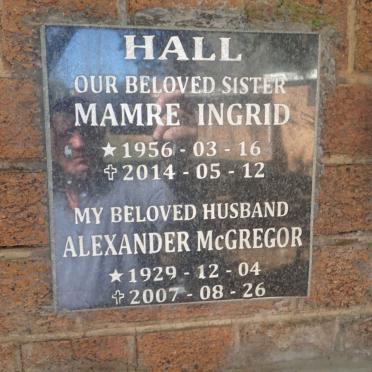 HALL
OUR BELOVED SISTER
MAMRE INGRID
★ 1956 - 03 - 16
✝ 2014 - 05 - 12
MY BELOVED HUSBAND
ALEXANDER McGREGOR
★ 1929 - 12 - 04
✝ 2007 - 08 - 26